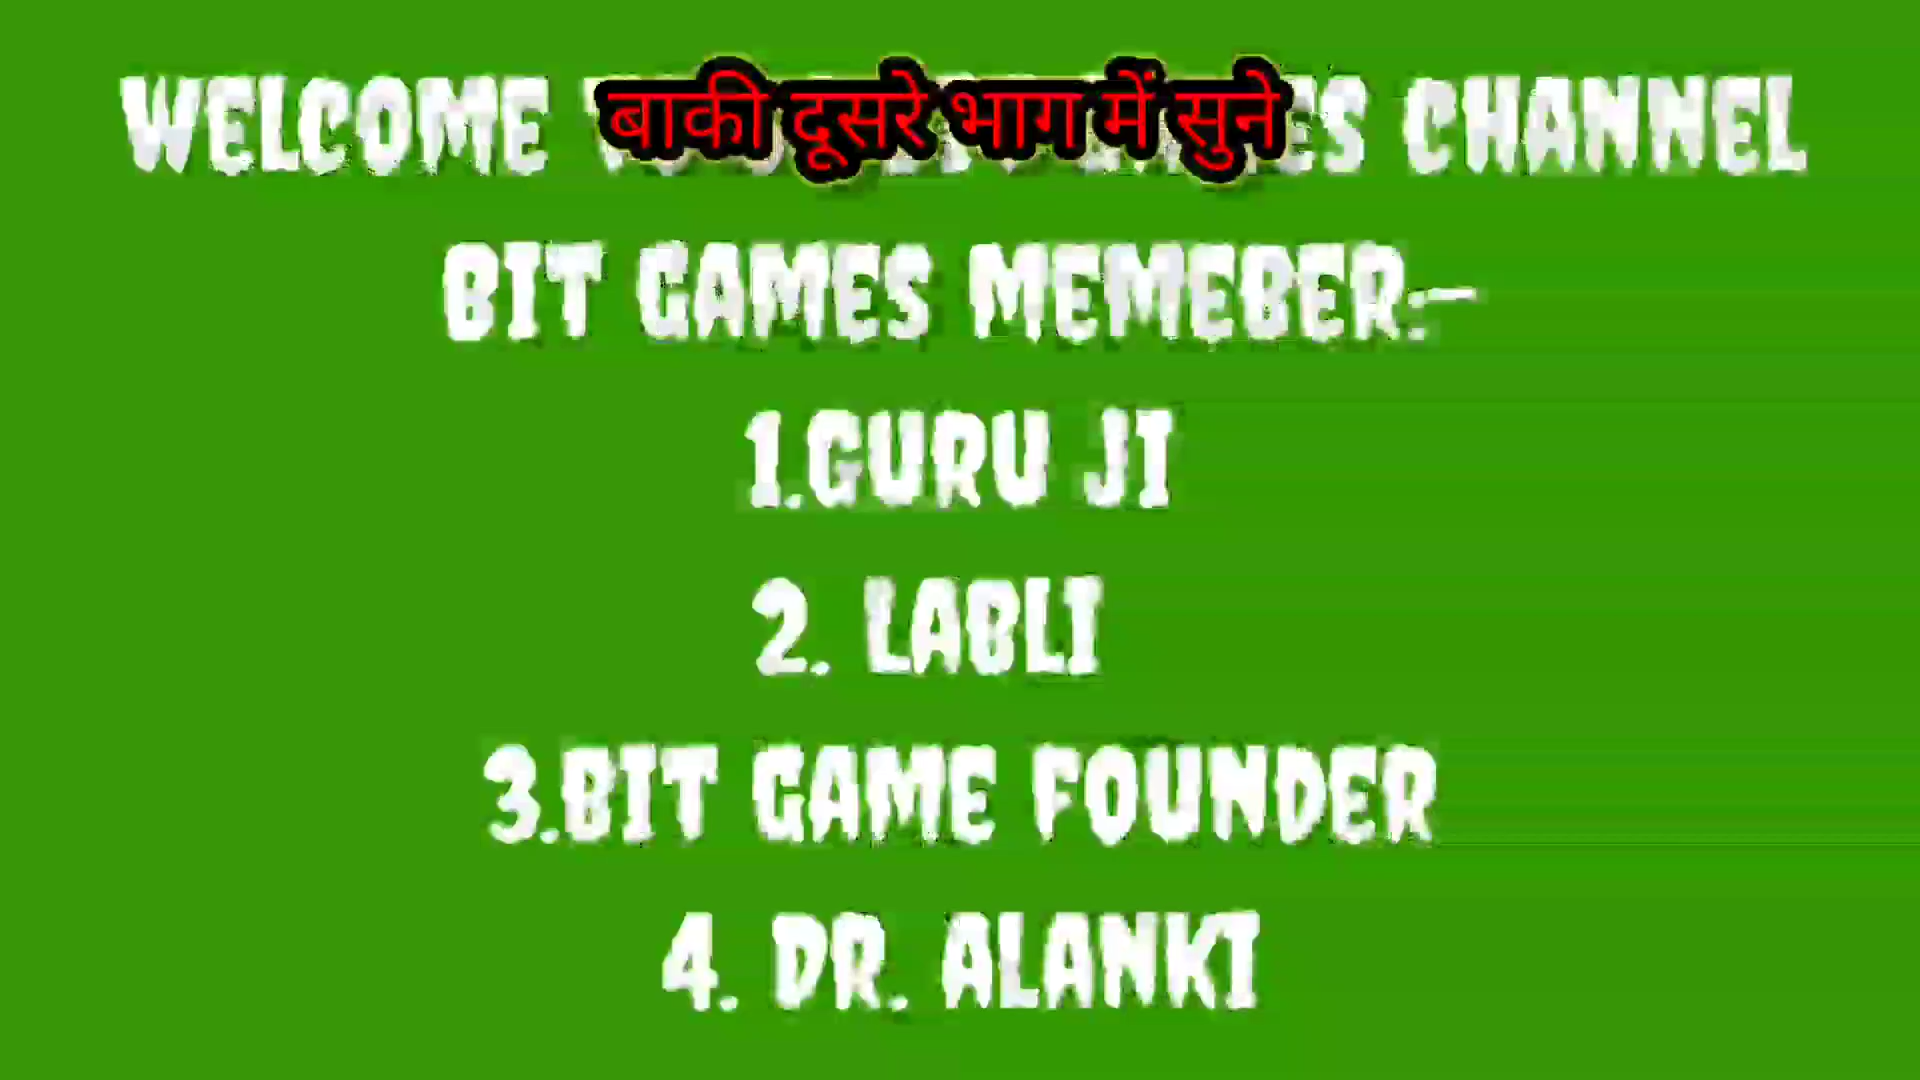 WELCOME CHANNEL
बाकी दूसरे भाग में सुने
BIT GAMES MEMEBER:-
1.GURU JI
2. LABLI
3.BIT GAME FOUNDER
4. DR. ALANKI